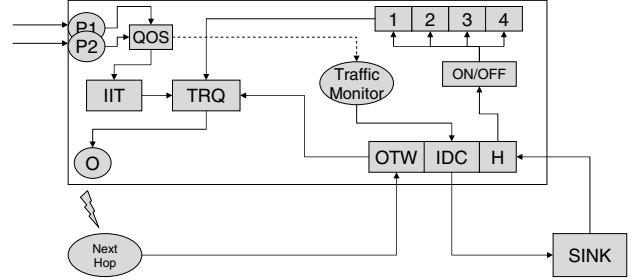 P1
P2
QOS
1 2 3 4
ON/OFF
Traffic
Monitor
IIT
TRQ
O
OTW IDC H
Next
Hop
SINK